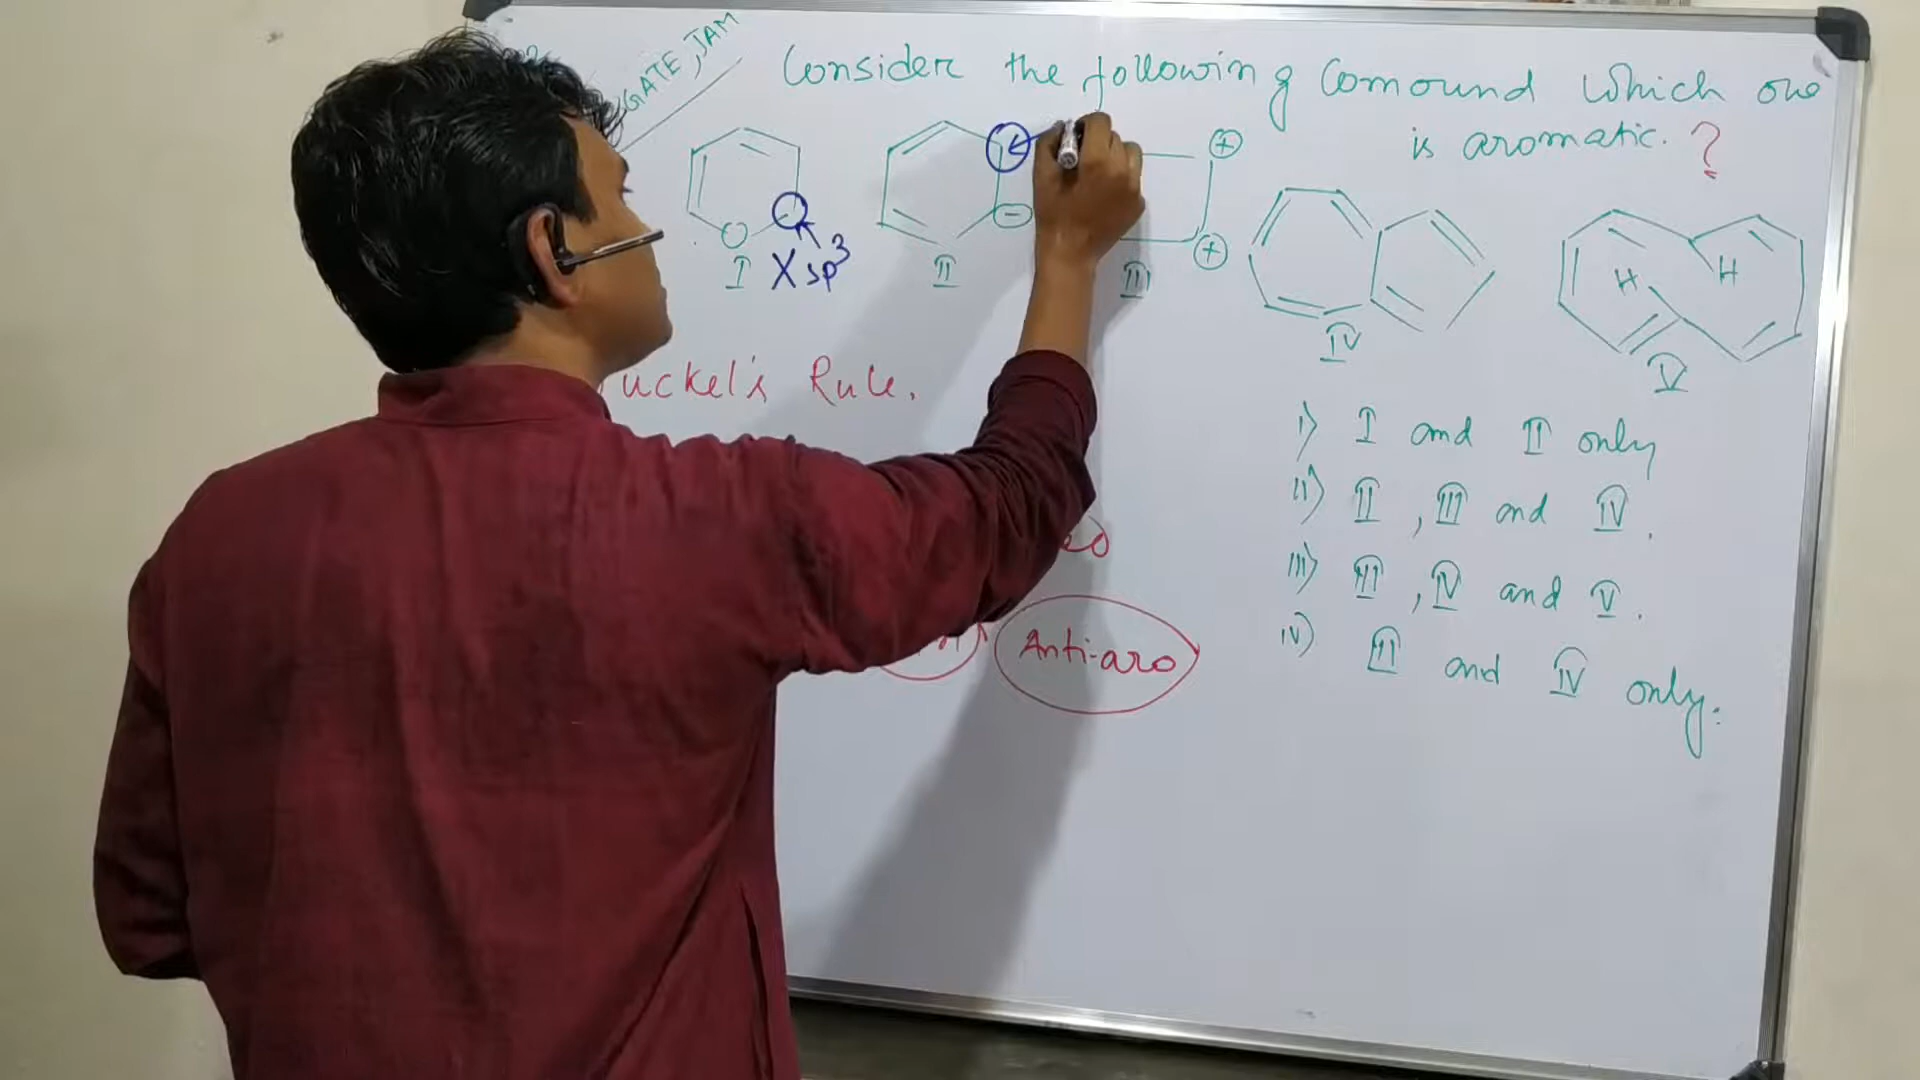 GATE, JAM
Consider the following Comound which one
is aromatic. ?
I
X sp³
II
III
IV
H
H
V
uckel's Rule.
Anti-aro
i) I and II only
ii) II, III and IV.
iii) III, IV and V.
iv) III and IV only.